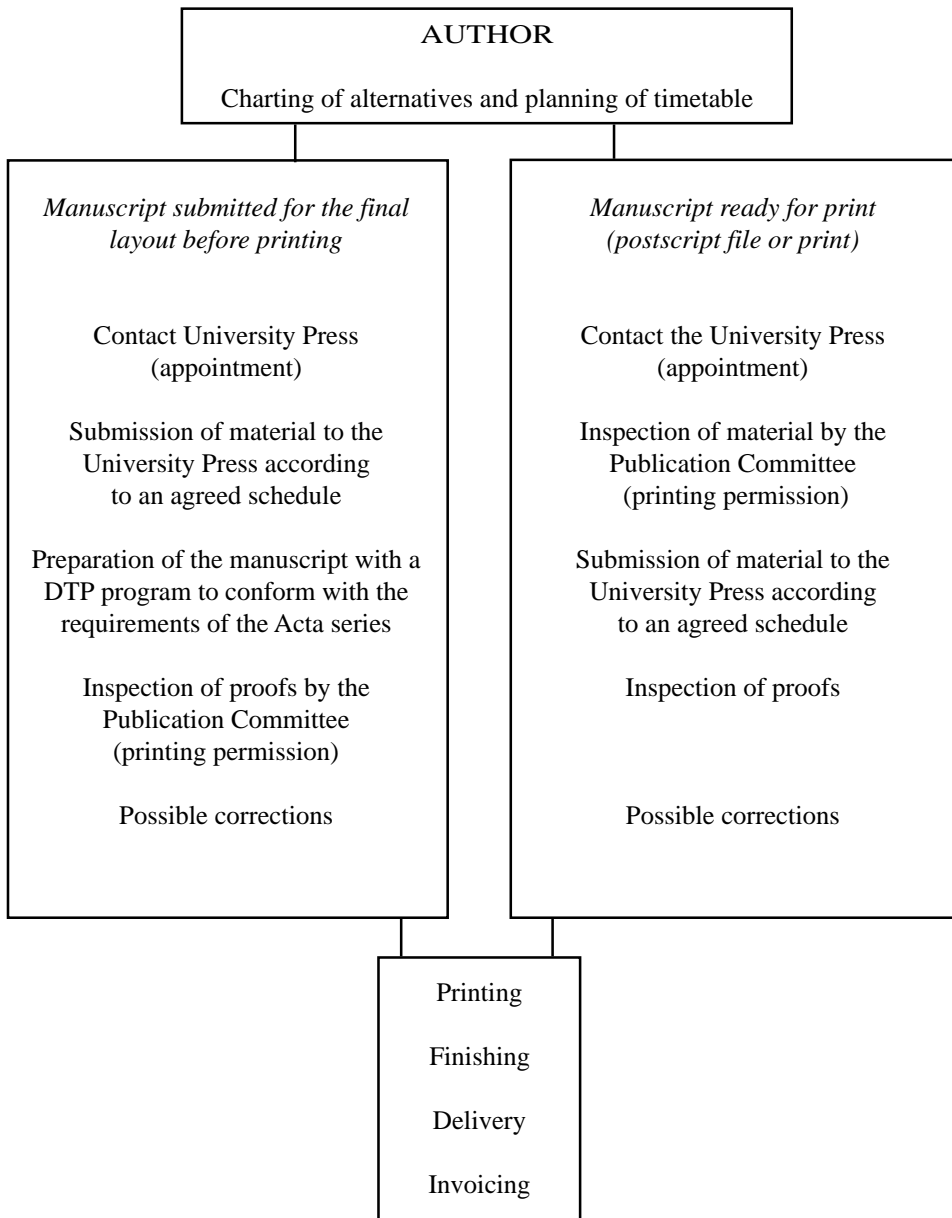 AUTHOR
Charting of alternatives and planning of timetable
Manuscript submitted for the final
layout before printing
Contact University Press
(appointment)
Submission of material to the
University Press according
to an agreed schedule
Preparation of the manuscript with a
DTP program to conform with the
requirements of the Acta series
Inspection of proofs by the
Publication Committee
(printing permission)
Possible corrections
Manuscript ready for print
(postscript file or print)
Contact the University Press
(appointment)
Inspection of material by the
Publication Committee
(printing permission)
Submission of material to the
University Press according
to an agreed schedule
Inspection of proofs
Possible corrections
Printing
Finishing
Delivery
Invoicing